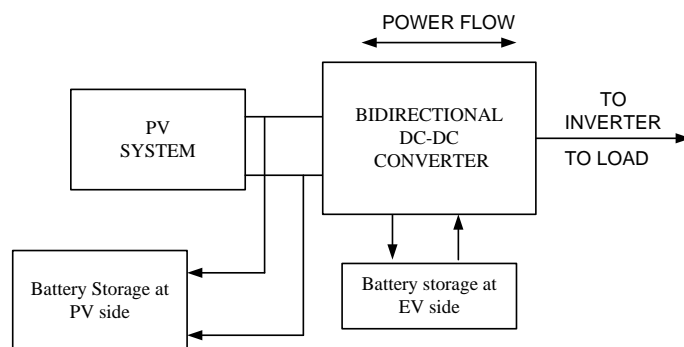 POWER FLOW
PV
SYSTEM
BIDIRECTIONAL
DC-DC
CONVERTER
TO
INVERTER
TO LOAD
Battery Storage at
PV side
Battery storage at
EV side